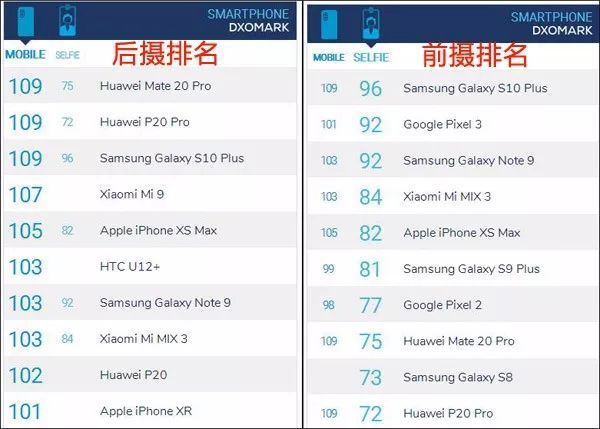 SMARTPHONE
DXOMARK
MOBILE SELFIE 后摄排名
109 75 Huawei Mate 20 Pro
109 72 Huawei P20 Pro
109 96 Samsung Galaxy S10 Plus
107 Xiaomi Mi 9
105 82 Apple iPhone XS Max
103 HTC U12+
103 92 Samsung Galaxy Note 9
103 84 Xiaomi Mi MIX 3
102 Huawei P20
101 Apple iPhone XR
SMARTPHONE
DXOMARK
MOBILE SELFIE 前摄排名
109 96 Samsung Galaxy S10 Plus
101 92 Google Pixel 3
103 92 Samsung Galaxy Note 9
103 84 Xiaomi Mi MIX 3
105 82 Apple iPhone XS Max
99 81 Samsung Galaxy S9 Plus
98 77 Google Pixel 2
109 75 Huawei Mate 20 Pro
73 Samsung Galaxy S8
109 72 Huawei P20 Pro